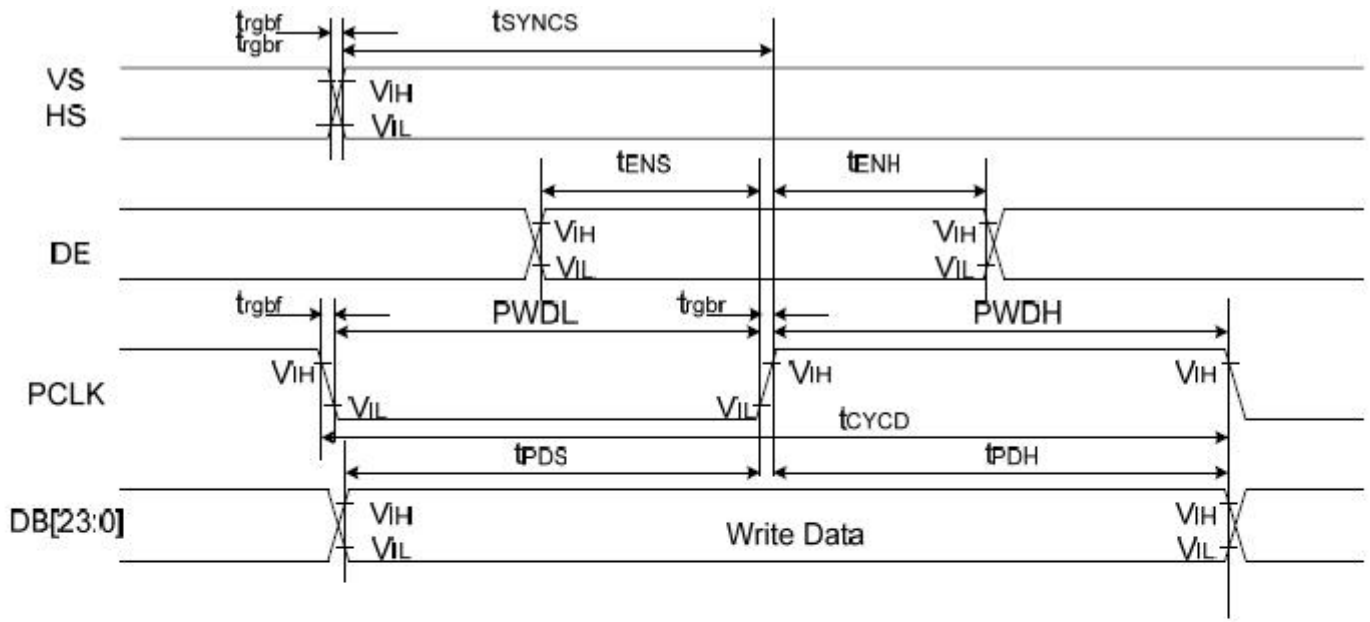 trgbf
trgbr
tSYNCS
VS
HS
VIH
VIL
tENS
tENH
DE
VIH
VIL
VIH
VIL
trgbf
PWDL
trgbr
PWDH
PCLK
VIH
VIL
VIL
VIH
VIH
tCYCD
tPDS
tPDH
DB[23:0]
VIH
VIL
Write Data
VIH
VIL